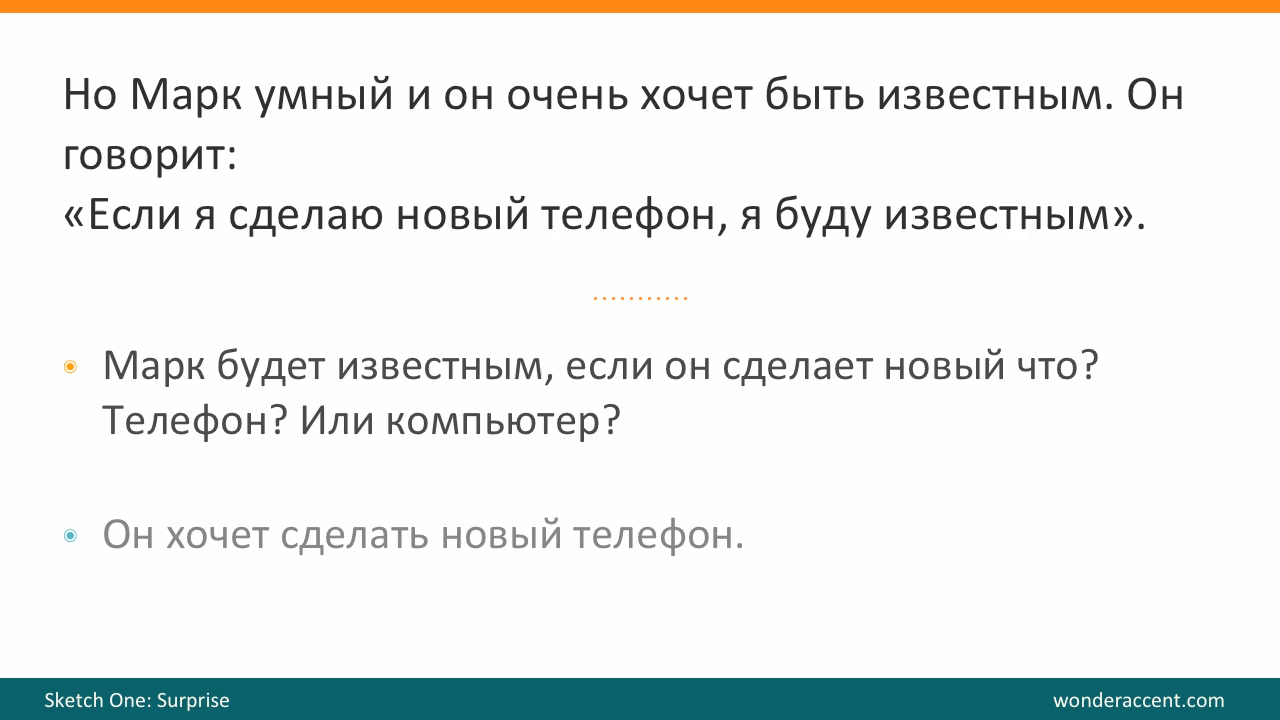 Но Марк умный и он очень хочет быть известным. Он
говорит:
«Если я сделаю новый телефон, я буду известным».
...........
Марк будет известным, если он сделает новый что?
Телефон? Или компьютер?
Он хочет сделать новый телефон.
Sketch One: Surprise
wonderaccent.com